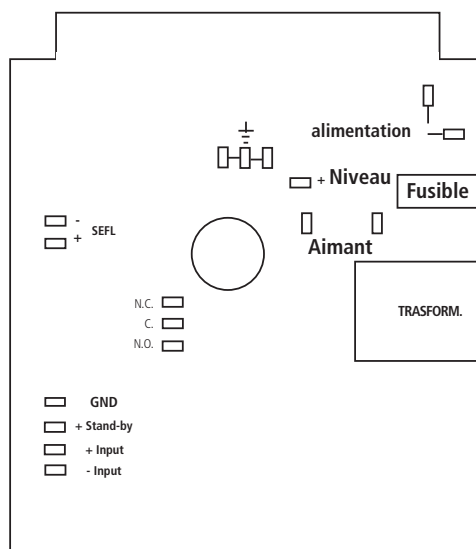 alimentation
+ Niveau
Fusible
-
SEFL
+
Aimant
N.C.
C.
N.O.
TRASFORM.
GND
+ Stand-by
+ Input
- Input